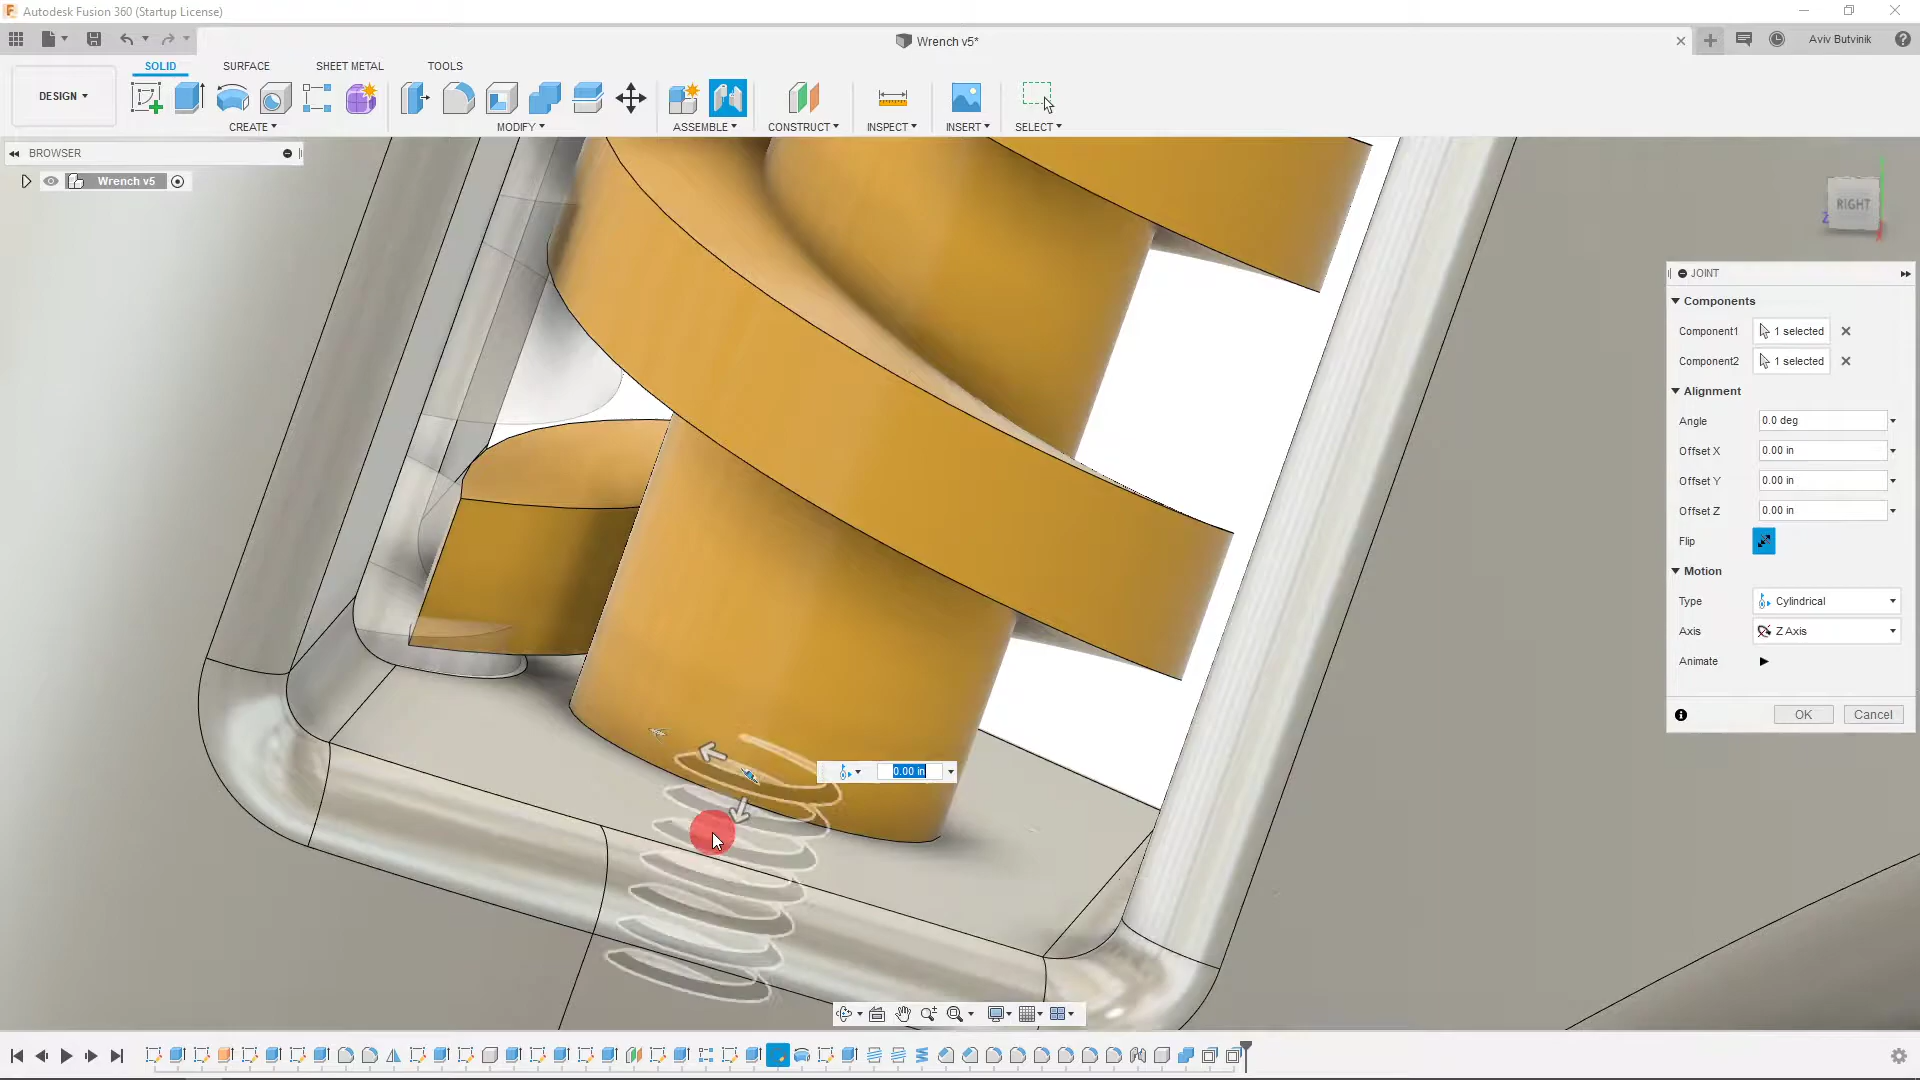 Autodesk Fusion 360 (Startup License)
Wrench v5*
Aviv Butvinik
DESIGN
SOLID
SURFACE
SHEET METAL
TOOLS
CREATE
MODIFY
ASSEMBLE
CONSTRUCT
INSPECT
INSERT
SELECT
BROWSER
Wrench v5
RIGHT
Z
X
JOINT
Components
Component1
1 selected
Component2
1 selected
Alignment
Angle
0.0 deg
Offset X
0.00 in
Offset Y
0.00 in
Offset Z
0.00 in
Flip
Motion
Type
Cylindrical
Axis
Z Axis
Animate
OK
Cancel
0.00 in